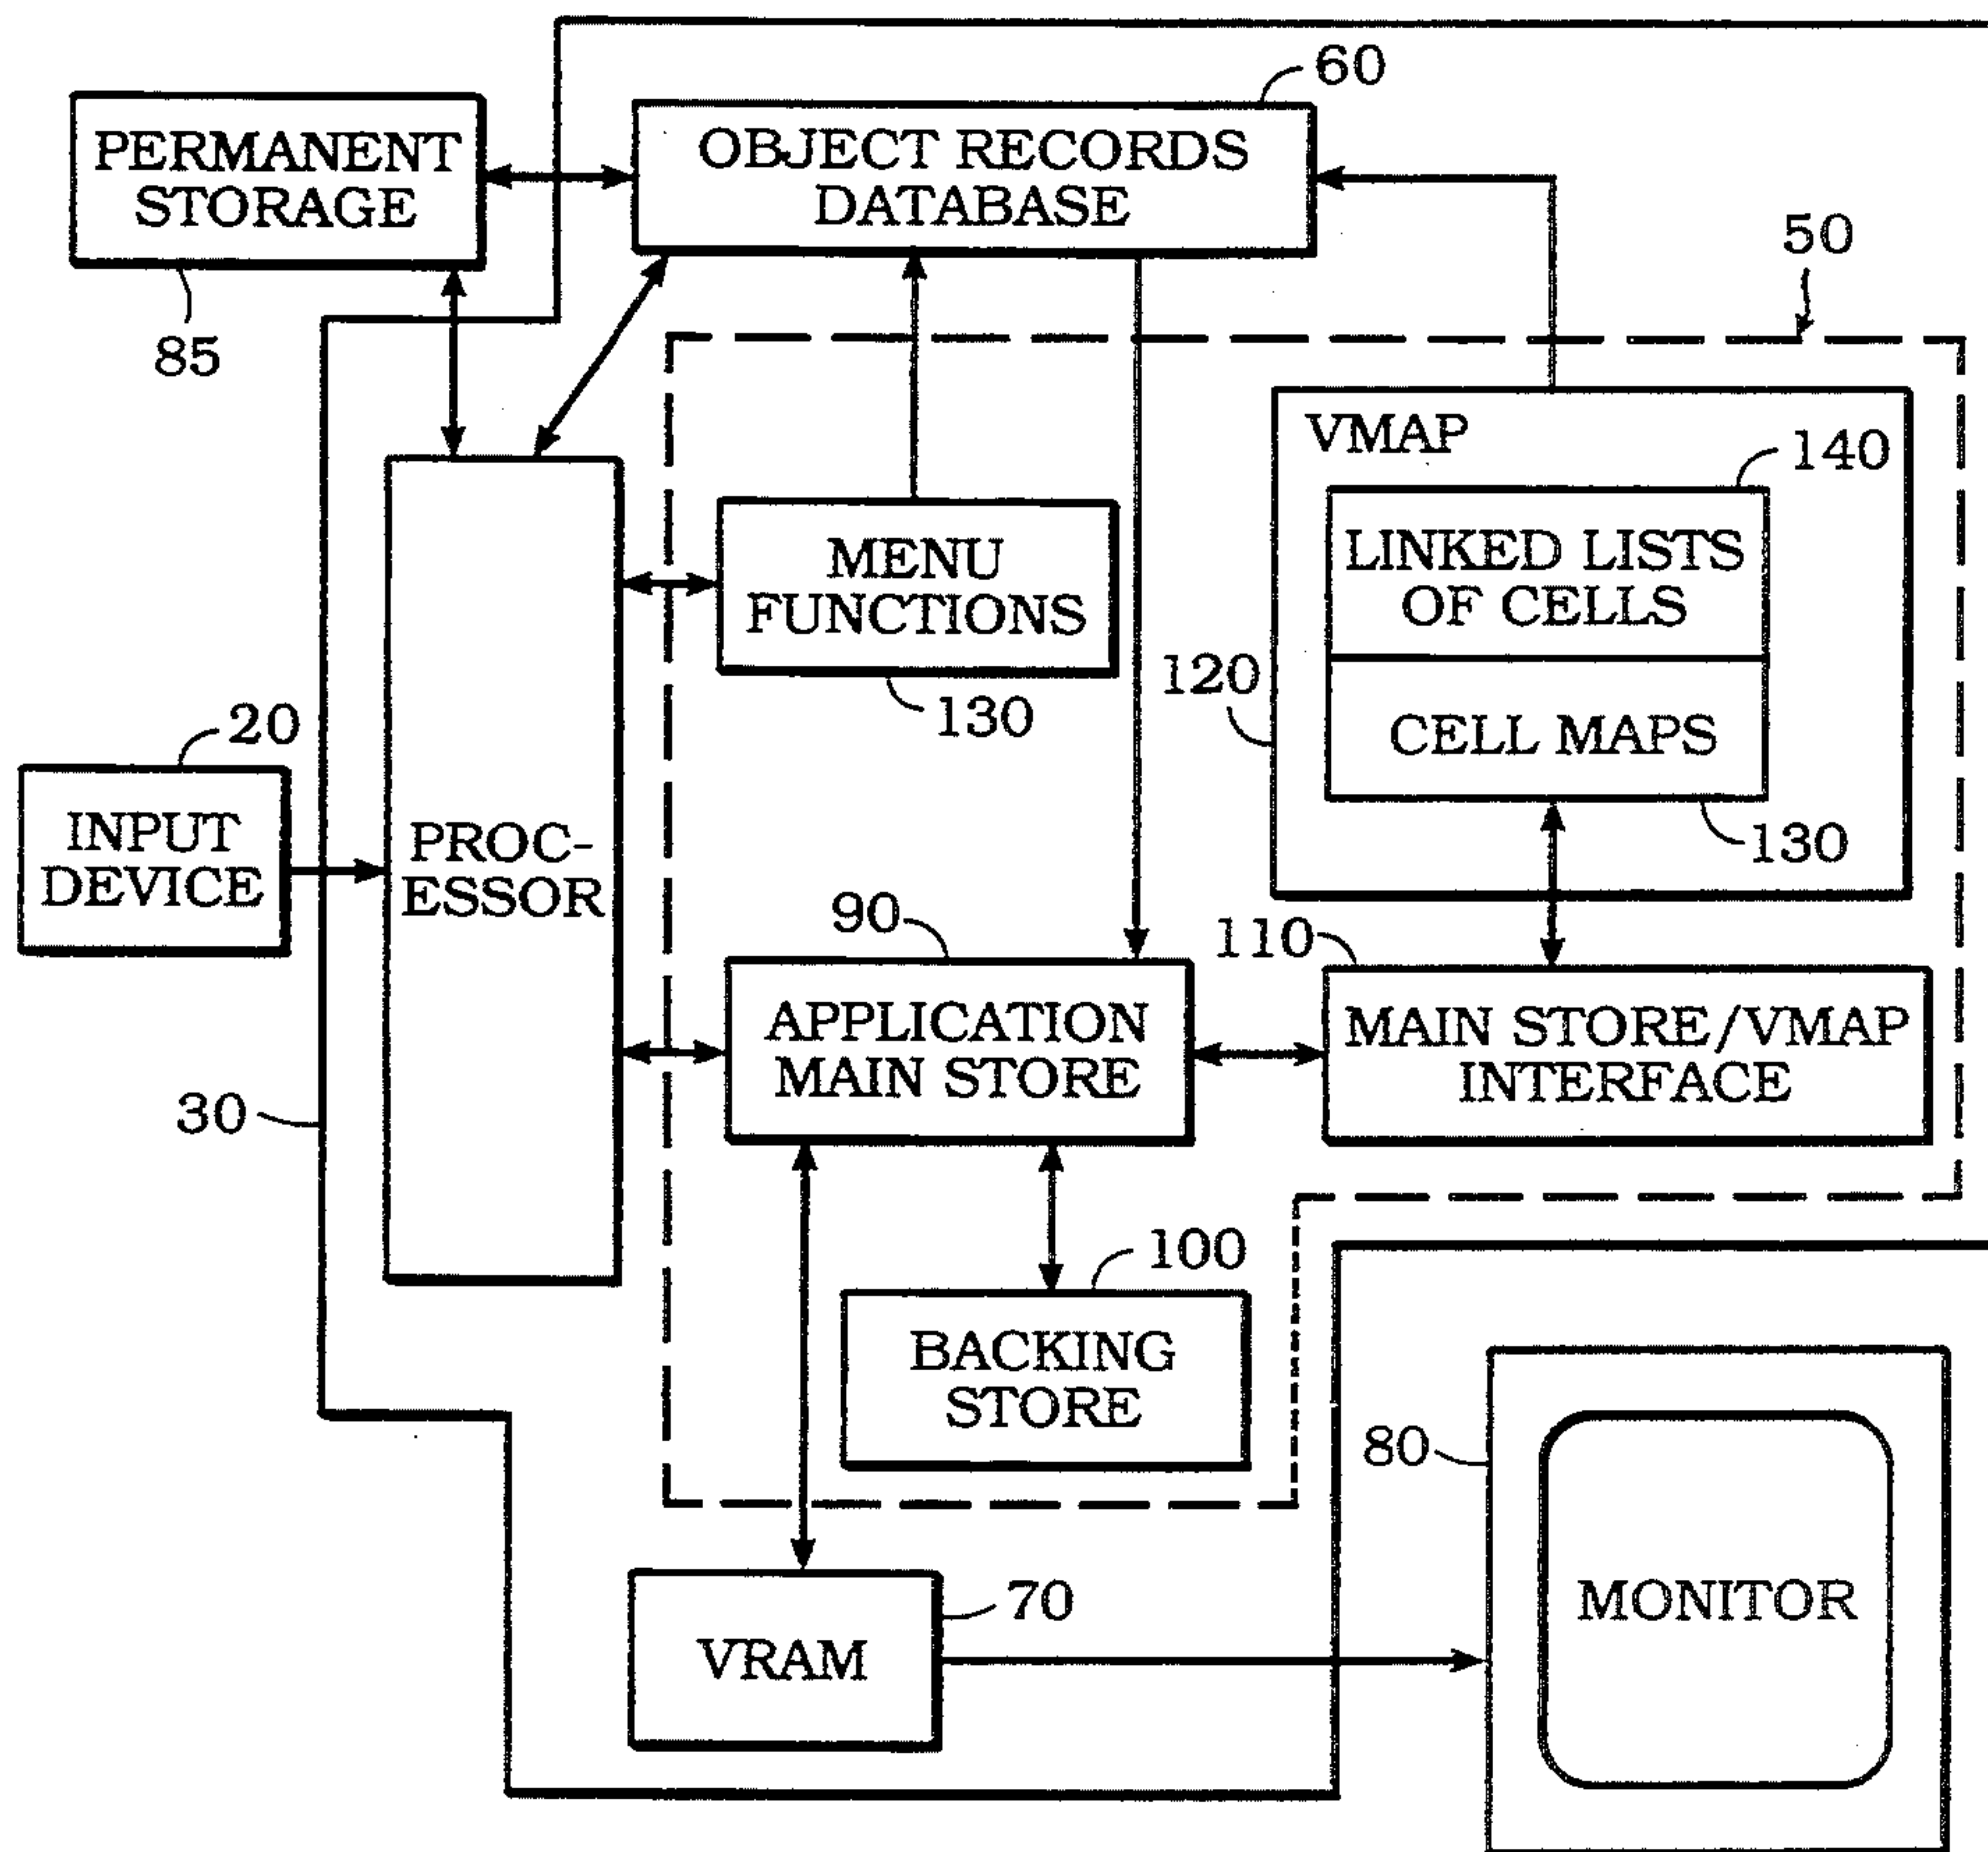 60
PERMANENT
STORAGE
OBJECT RECORDS
DATABASE
50
85
VMAP
140
LINKED LISTS
OF CELLS
MENU
FUNCTIONS
120
130
CELL MAPS
20
130
INPUT
DEVICE
PROC-
ESSOR
90
110
APPLICATION
MAIN STORE
MAIN STORE/VMAP
INTERFACE
30
100
BACKING
STORE
80
70
VRAM
MONITOR